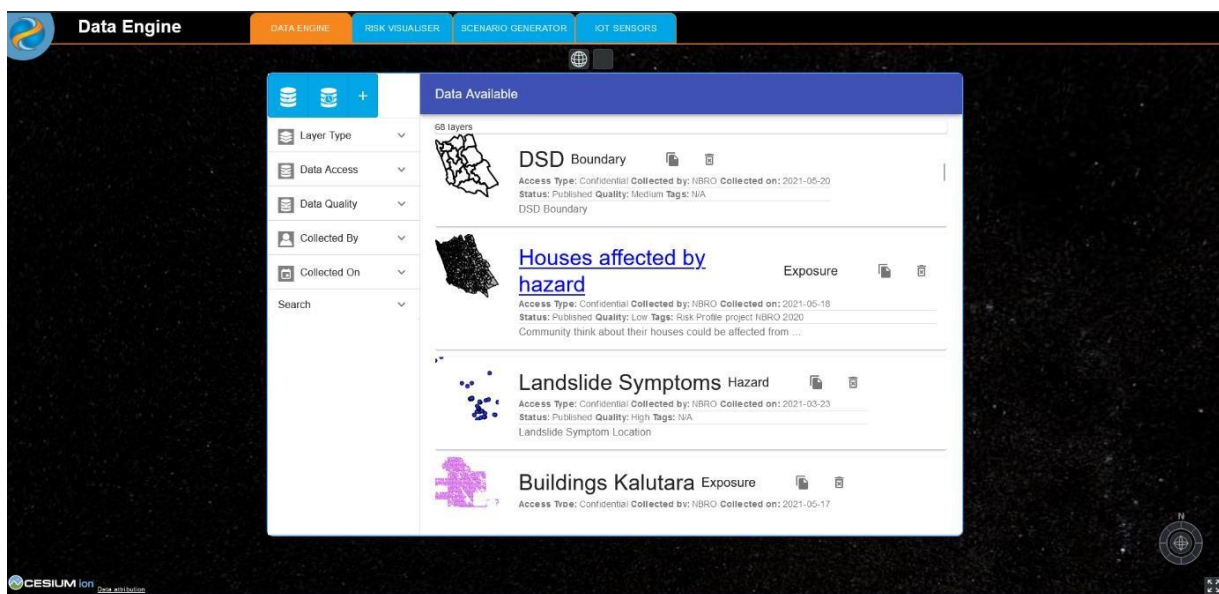 Data Engine
DATA ENGINE
RISK VISUALISER
SCENARIO GENERATOR
IOT SENSORS
Data Available
68 layers
Layer Type
Data Access
Data Quality
Collected By
Collected On
Search
DSD Boundary
Access Type: Confidential Collected by: NBRO Collected on: 2021-05-20
Status: Published Quality: Medium Tags: N/A
DSD Boundary
Houses affected by
hazard
Exposure
Access Type: Confidential Collected by: NBRO Collected on: 2021-05-18
Status: Published Quality: Low Tags: Risk Profile project NBRO 2020
Community think about their houses could be affected from ...
Landslide Symptoms Hazard
Access Type: Confidential Collected by: NBRO Collected on: 2021-03-23
Status: Published Quality: High Tags: N/A
Landslide Symptom Location
Buildings Kalutara Exposure
Access Type: Confidential Collected by: NBRO Collected on: 2021-05-17
N
CESIUM ion
Data attribution